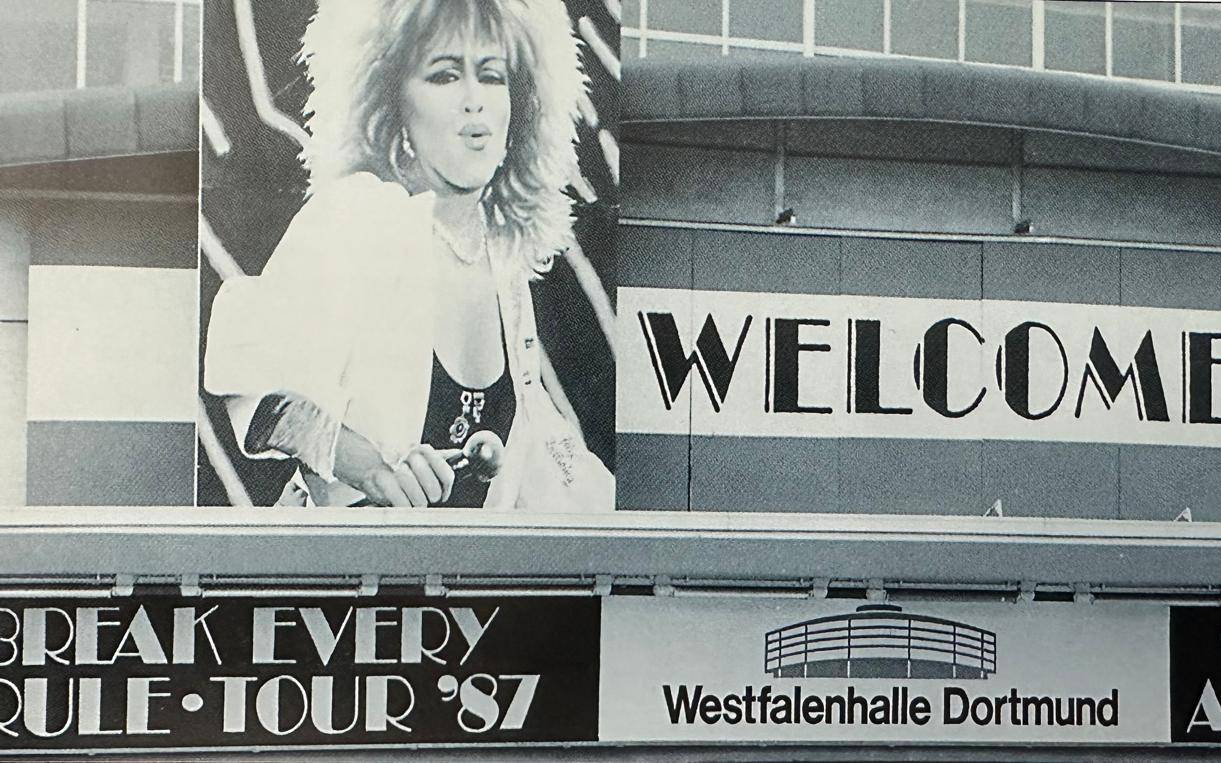 WELCOME
BREAK EVERY
RULE • TOUR '87
Westfalenhalle Dortmund
A